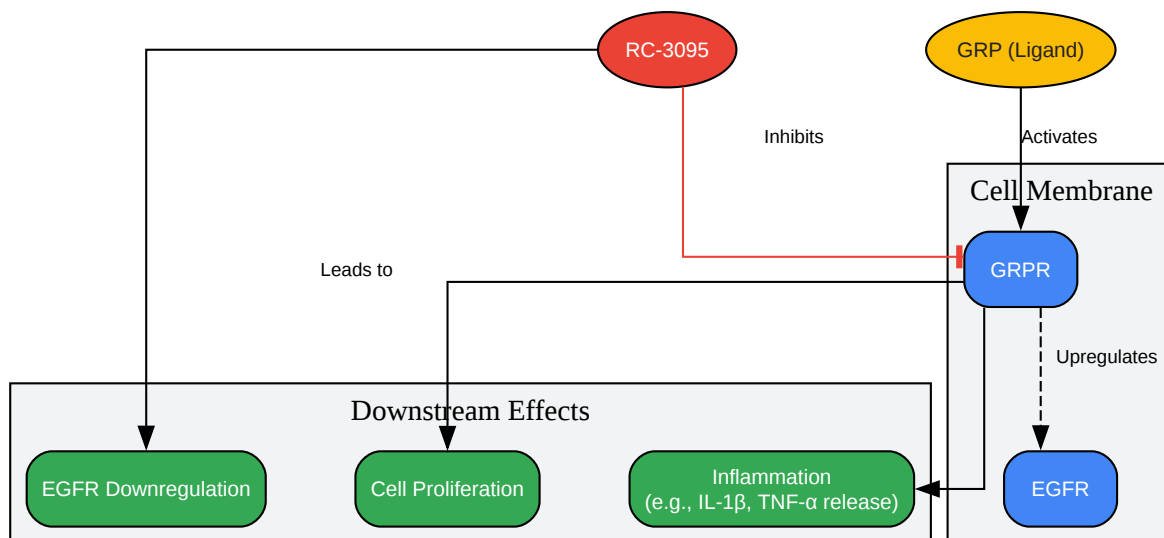 RC-3095
GRP (Ligand)
Inhibits
Activates
Cell Membrane
GRPR
Leads to
Upregulates
Downstream Effects
EGFR Downregulation
Cell Proliferation
Inflammation
(e.g., IL-1β, TNF-α release)
EGFR